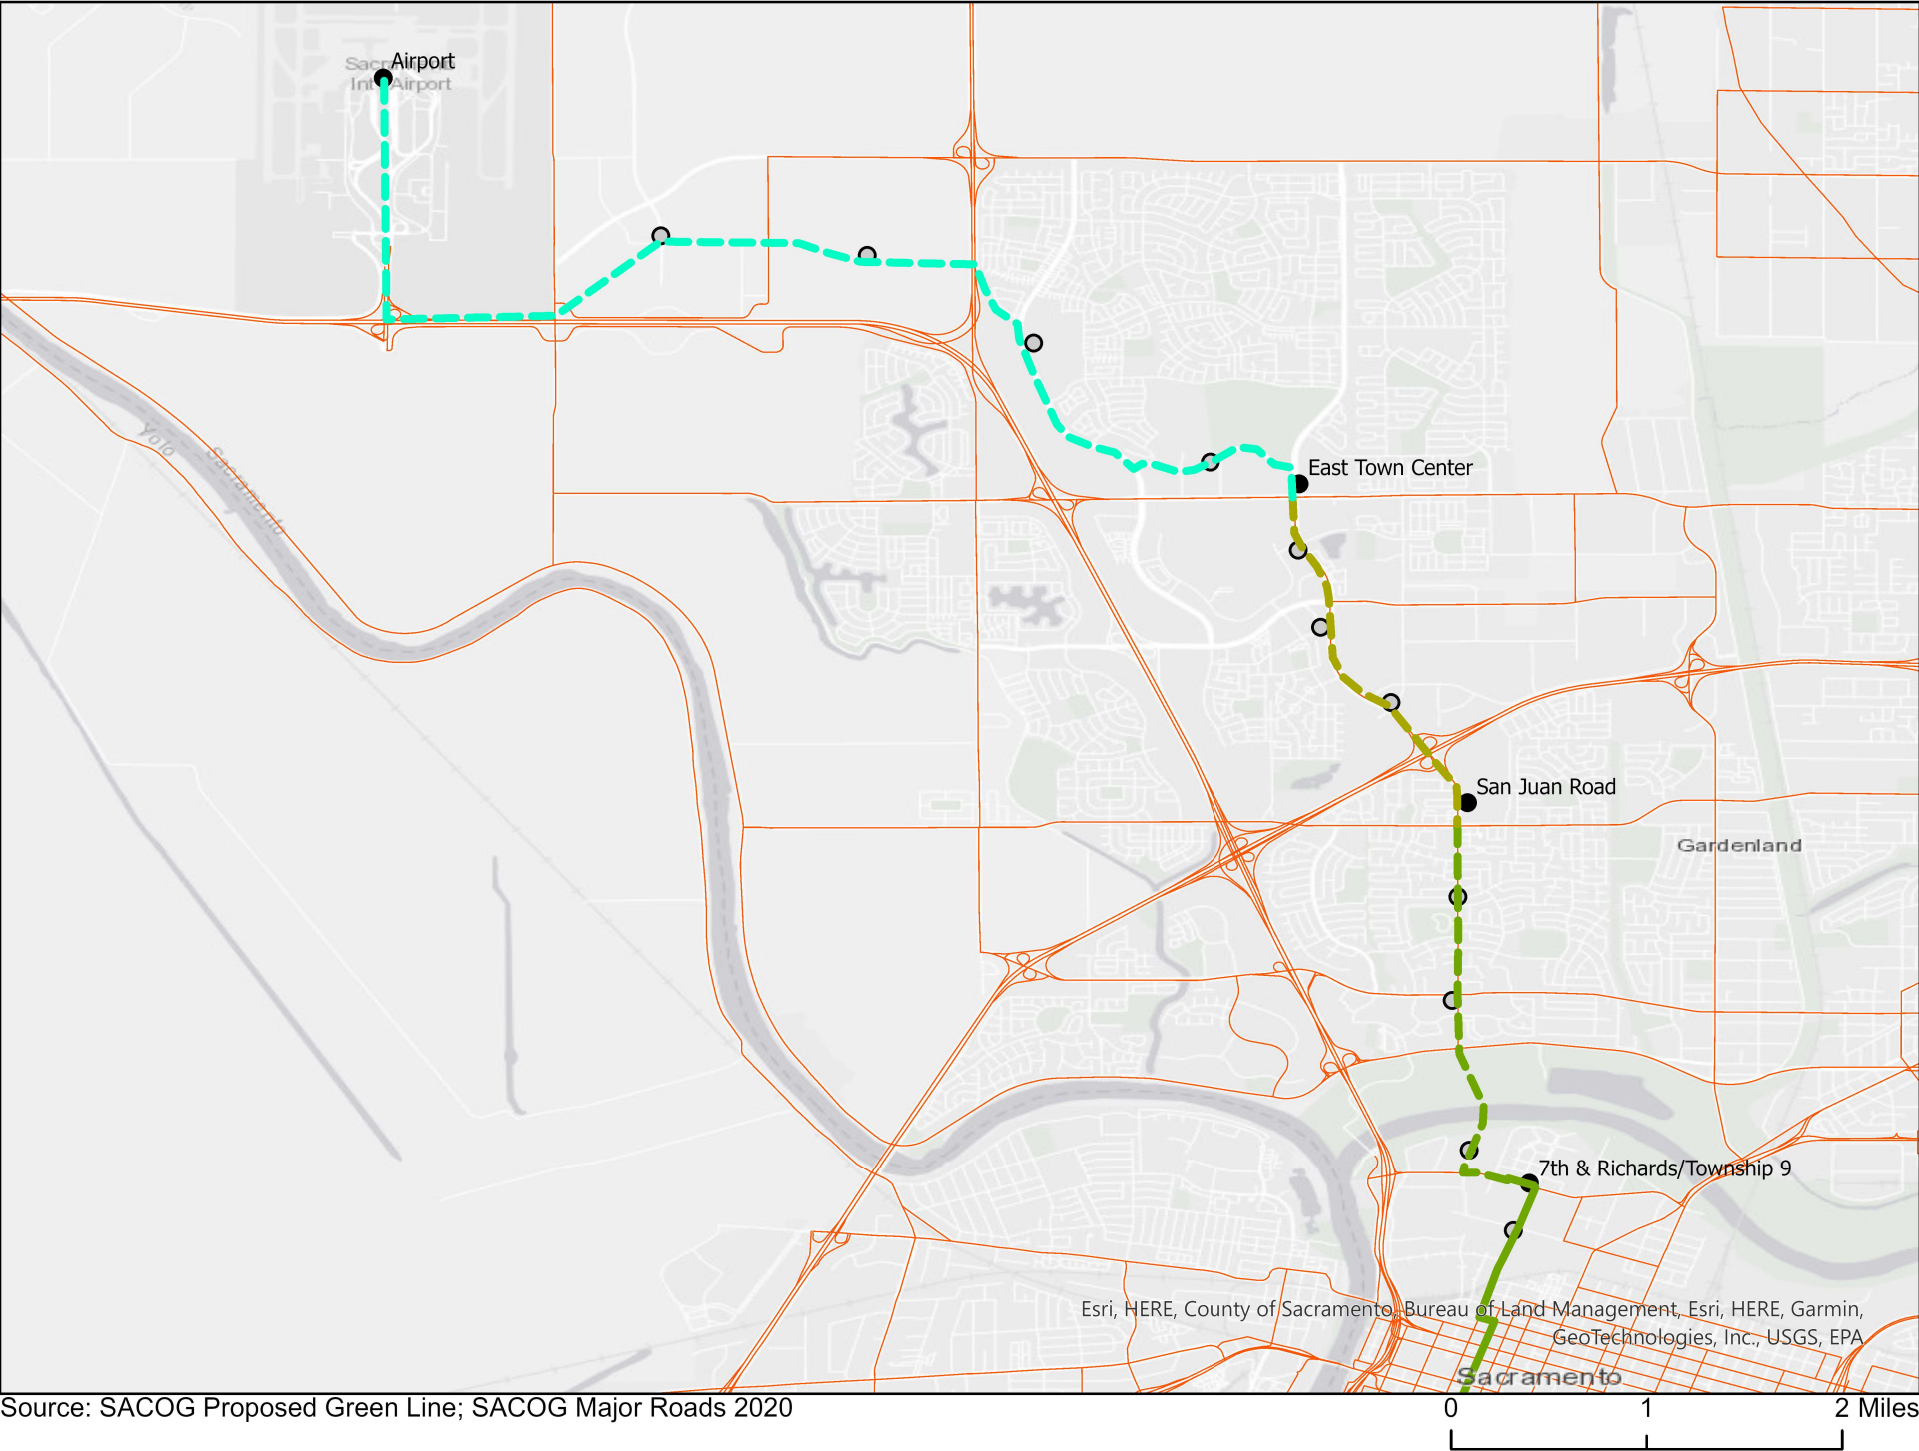 Airport
Sacramento
Int'l Airport
East Town Center
Yolo
Sacramento
San Juan Road
Gardenland
7th & Richards/Township 9
Esri, HERE, County of Sacramento, Bureau of Land Management, Esri, HERE, Garmin,
GeoTechnologies, Inc., USGS, EPA
Sacramento
Source: SACOG Proposed Green Line; SACOG Major Roads 2020
0 1 2 Miles